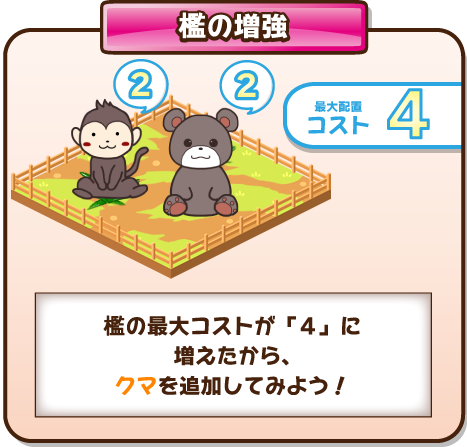 檻の増強
2
2
最大配置
コスト 4
檻の最大コストが「4」に
増えたから、
クマを追加してみよう！